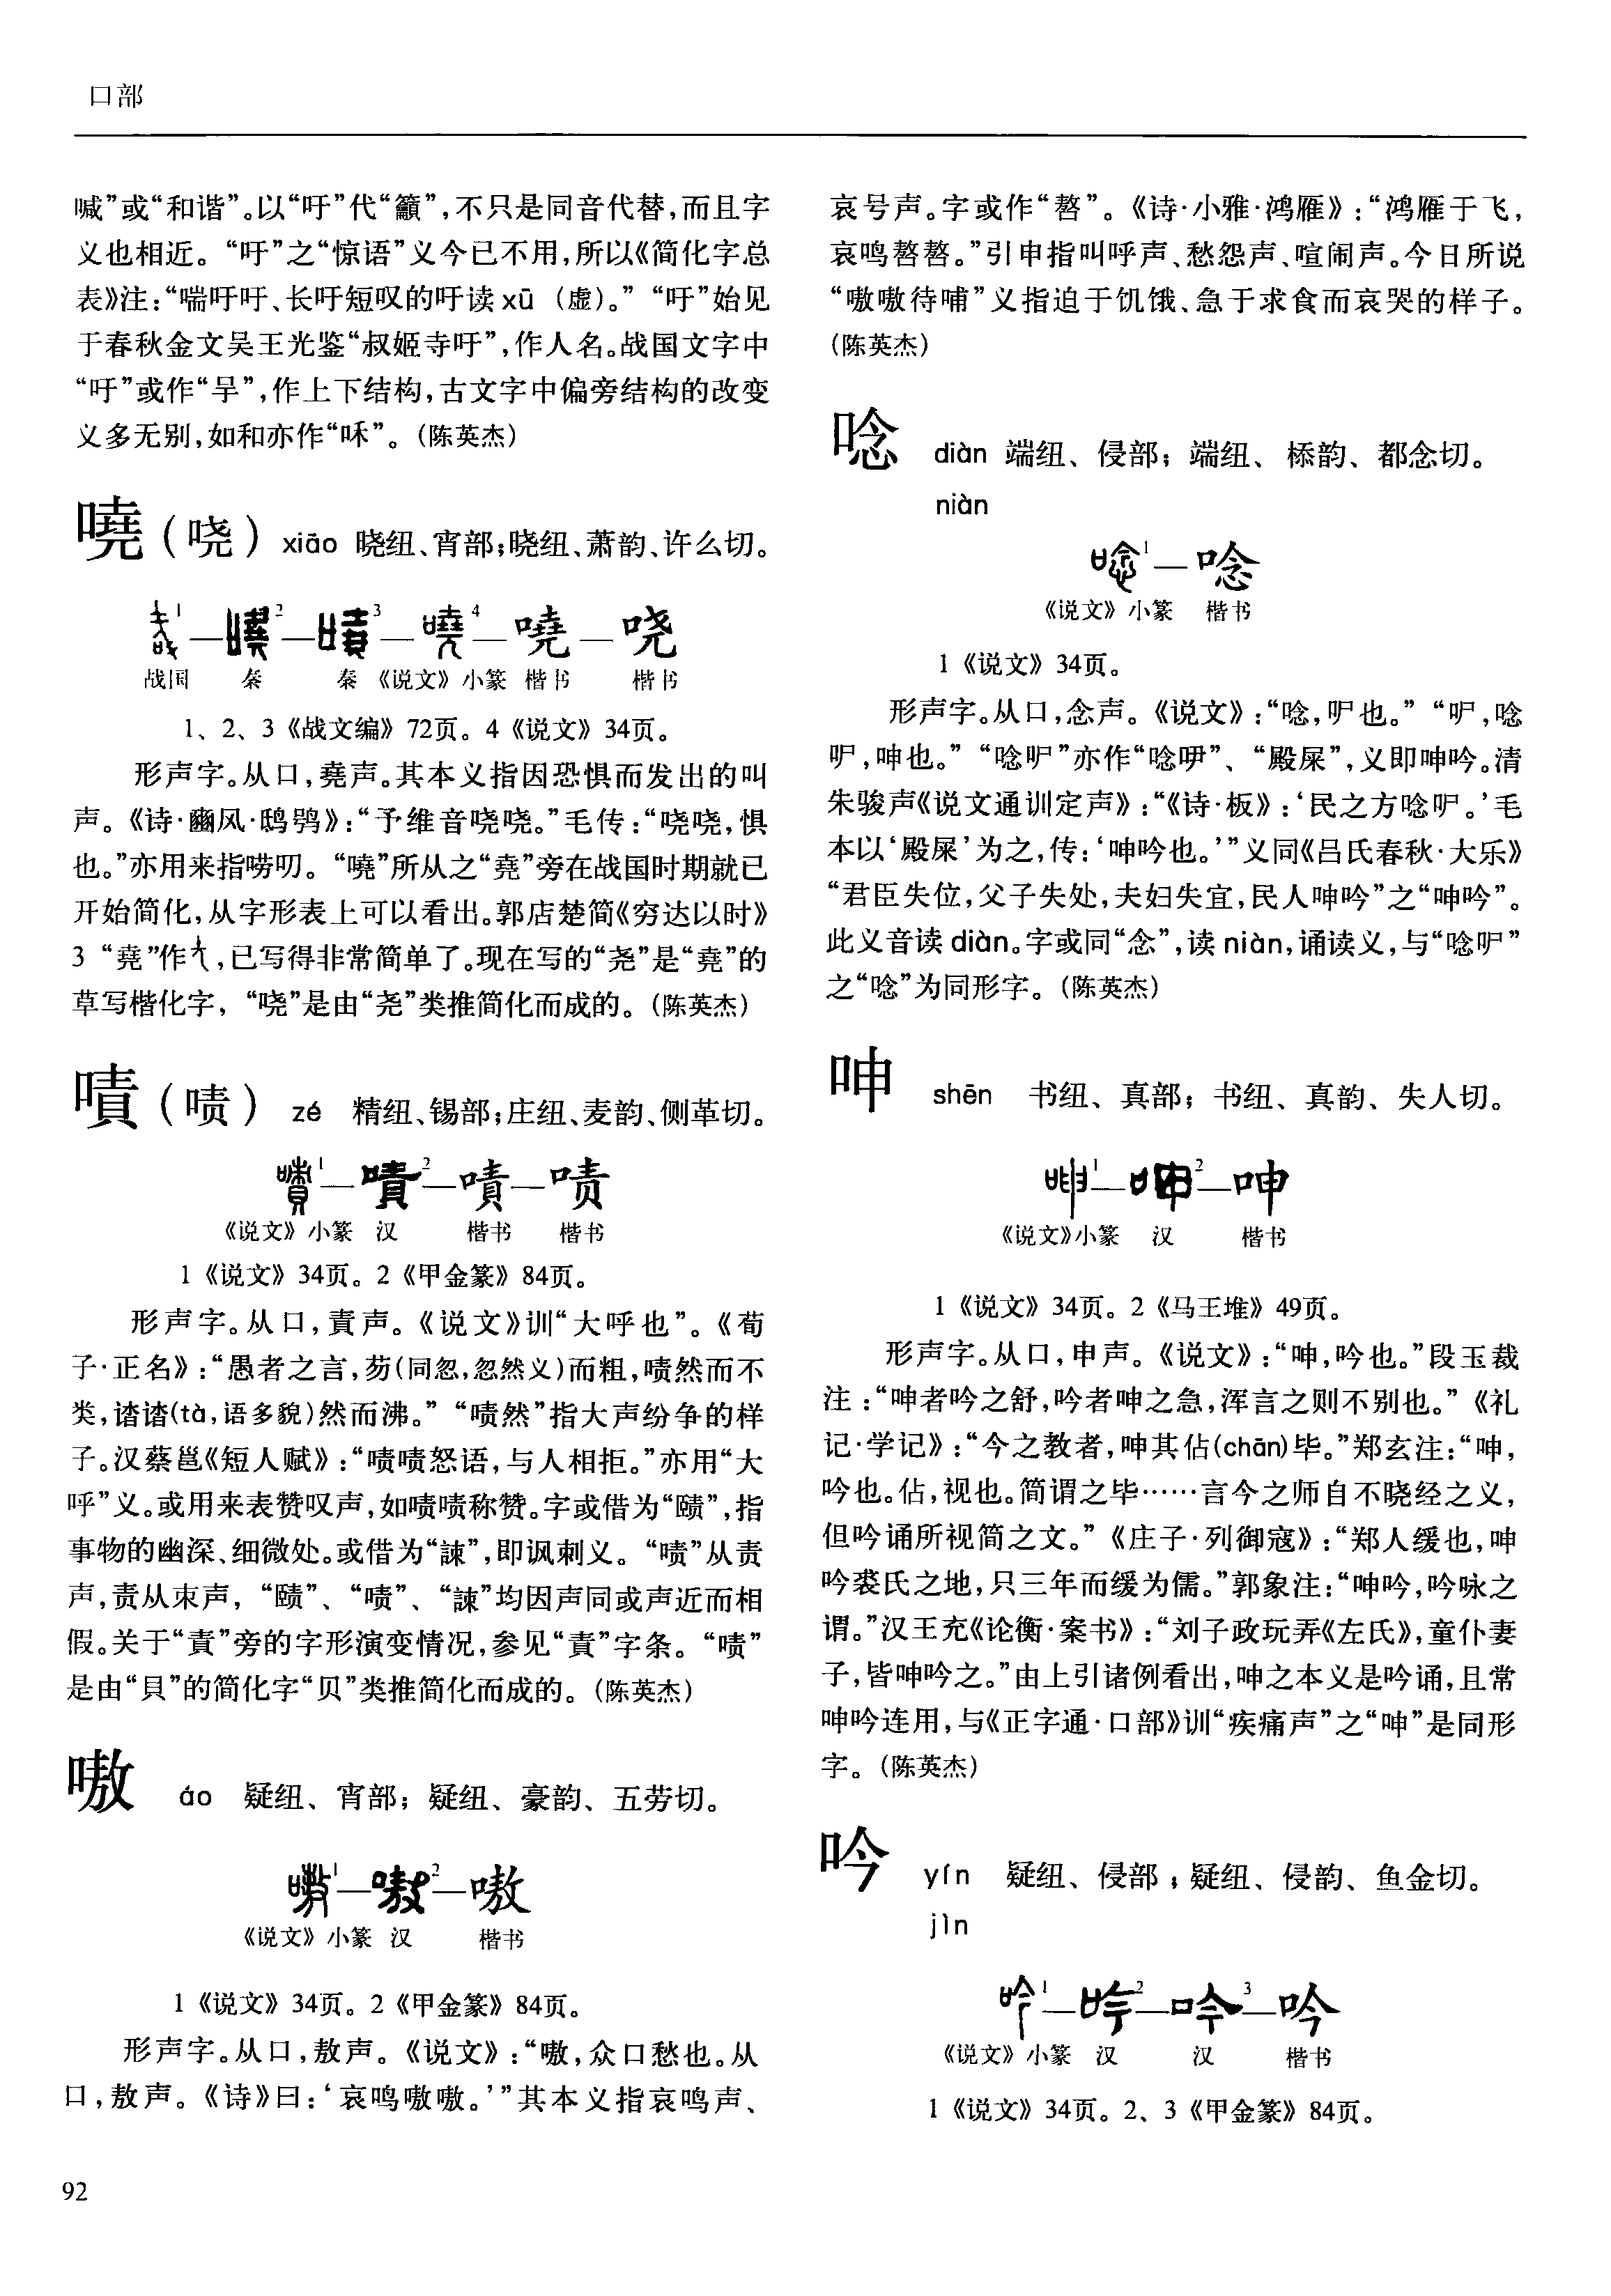 口部
喊”或“和谐”。以“吁”代“籲”,不只是同音代替,而且字
义也相近。“吁”之“惊语”义今已不用,所以《简化字总
表》注:“喘吁吁、长吁短叹的吁读xū（虚）。”“吁”始见
于春秋金文吴王光鉴“叔姬寺吁”,作人名。战国文字中
“吁”或作“吊”,作上下结构,古文字中偏旁结构的改变
义多无别,如和亦作“咊”。(陈英杰)
嘵（哓）xiāo 晓纽、宵部;晓纽、萧韵、许么切。
1—2—3—4—嘵—哓
战国 秦 秦 《说文》小篆 楷书 楷书
1、2、3《战文编》72页。4《说文》34页。
形声字。从口,堯声。其本义指因恐惧而发出的叫
声。《诗·豳风·鸱鸮》:“予维音哓哓。”毛传:“哓哓,惧
也。”亦用来指唠叨。“嘵”所从之“堯”旁在战国时期就已
开始简化,从字形表上可以看出。郭店楚简《穷达以时》
3“堯”作,已写得非常简单了。现在写的“尧”是“堯”的
草写楷化字,“哓”是由“尧”类推简化而成的。(陈英杰)
嘖（啧）zé 精纽、锡部;庄纽、麦韵、侧革切。
1—2—嘖—啧
《说文》小篆 汉 楷书 楷书
1《说文》34页。2《甲金篆》84页。
形声字。从口,責声。《说文》训“大呼也”。《荀
子·正名》:“愚者之言,芴(同忽,忽然义)而粗,啧然而不
类,誻誻(tà,语多貌)然而沸。”“啧然”指大声纷争的样
子。汉蔡邕《短人赋》:“啧啧怒语,与人相拒。”亦用“大
呼”义。或用来表赞叹声,如啧啧称赞。字或借为“赜”,指
事物的幽深、细微处。或借为“諫”,即讽刺义。“啧”从责
声,责从朿声,“赜”、“啧”、“諫”均因声同或声近而相
假。关于“責”旁的字形演变情况,参见“責”字条。“啧”
是由“貝”的简化字“贝”类推简化而成的。(陈英杰)
嗷 áo 疑纽、宵部;疑纽、豪韵、五劳切。
1—2—嗷
《说文》小篆 汉 楷书
1《说文》34页。2《甲金篆》84页。
形声字。从口,敖声。《说文》:“嗷,众口愁也。从
口,敖声。《诗》曰:‘哀鸣嗷嗷。’”其本义指哀鸣声、
哀号声。字或作“嗸”。《诗·小雅·鸿雁》:“鸿雁于飞,
哀鸣嗸嗸。”引申指叫呼声、愁怨声、喧闹声。今日所说
“嗷嗷待哺”义指迫于饥饿、急于求食而哀哭的样子。
(陈英杰)
唸 diàn 端纽、侵部;端纽、㮇韵、都念切。
niàn
1—唸
《说文》小篆 楷书
1《说文》34页。
形声字。从口,念声。《说文》:“唸,㕧也。”“㕧,唸
㕧,呻也。”“唸㕧”亦作“唸吚”、“殿屎”,义即呻吟。清
朱骏声《说文通训定声》:“《诗·板》:‘民之方唸㕧。’毛
本以‘殿屎’为之,传:‘呻吟也。’”义同《吕氏春秋·大乐》
“君臣失位,父子失处,夫妇失宜,民人呻吟”之“呻吟”。
此义音读diàn。字或同“念”,读niàn,诵读义,与“唸㕧”
之“唸”为同形字。(陈英杰)
呻 shēn 书纽、真部;书纽、真韵、失人切。
1—2—呻
《说文》小篆 汉 楷书
1《说文》34页。2《马王堆》49页。
形声字。从口,申声。《说文》:“呻,吟也。”段玉裁
注:“呻者吟之舒,吟者呻之急,浑言之则不别也。”《礼
记·学记》:“今之教者,呻其佔(chān)毕。”郑玄注:“呻,
吟也。佔,视也。简谓之毕……言今之师自不晓经之义,
但吟诵所视简之文。”《庄子·列御寇》:“郑人缓也,呻
吟裘氏之地,只三年而缓为儒。”郭象注:“呻吟,吟咏之
谓。”汉王充《论衡·案书》:“刘子政玩弄《左氏》,童仆妻
子,皆呻吟之。”由上引诸例看出,呻之本义是吟诵,且常
呻吟连用,与《正字通·口部》训“疾痛声”之“呻”是同形
字。(陈英杰)
吟 yín 疑纽、侵部;疑纽、侵韵、鱼金切。
jìn
1—2—3—吟
《说文》小篆 汉 汉 楷书
1《说文》34页。2、3《甲金篆》84页。
92